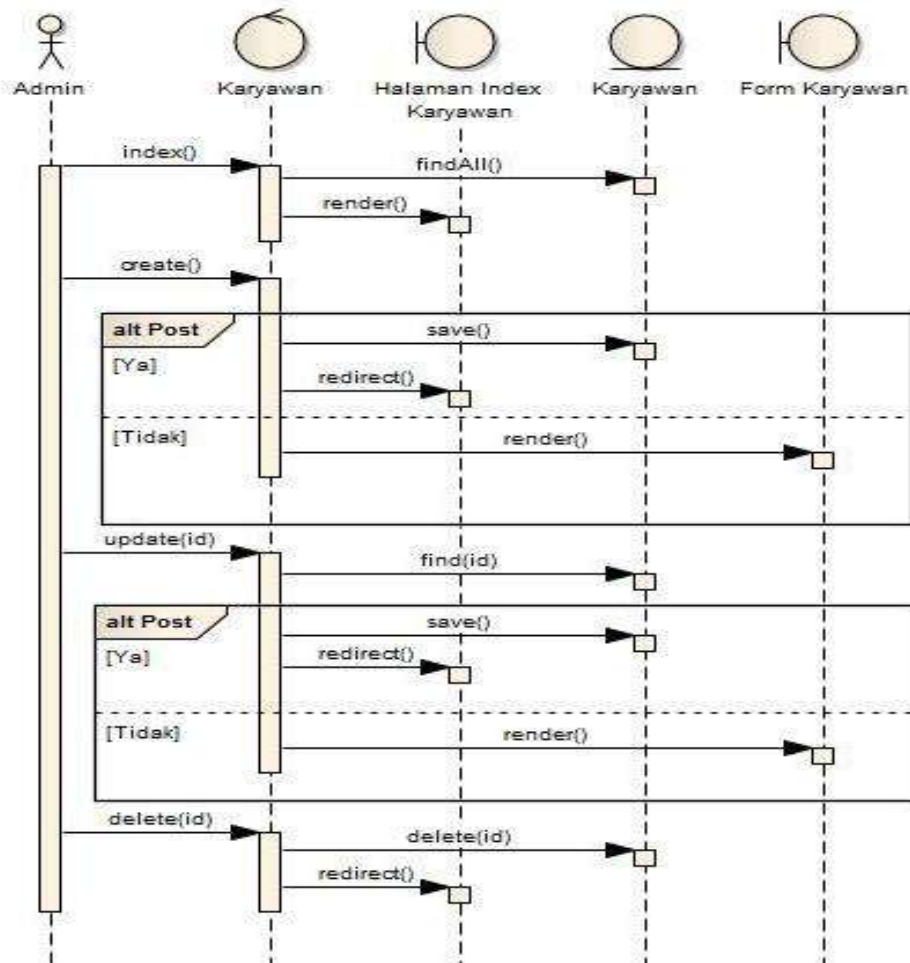 Admin
Karyawan
Halaman Index
Karyawan
Karyawan
Form Karyawan
index()
findAll()
render()
create()
alt Post
save()
[Ya]
redirect()
[Tidak]
render()
update(id)
find(id)
alt Post
save()
[Ya]
redirect()
[Tidak]
render()
delete(id)
delete(id)
redirect()